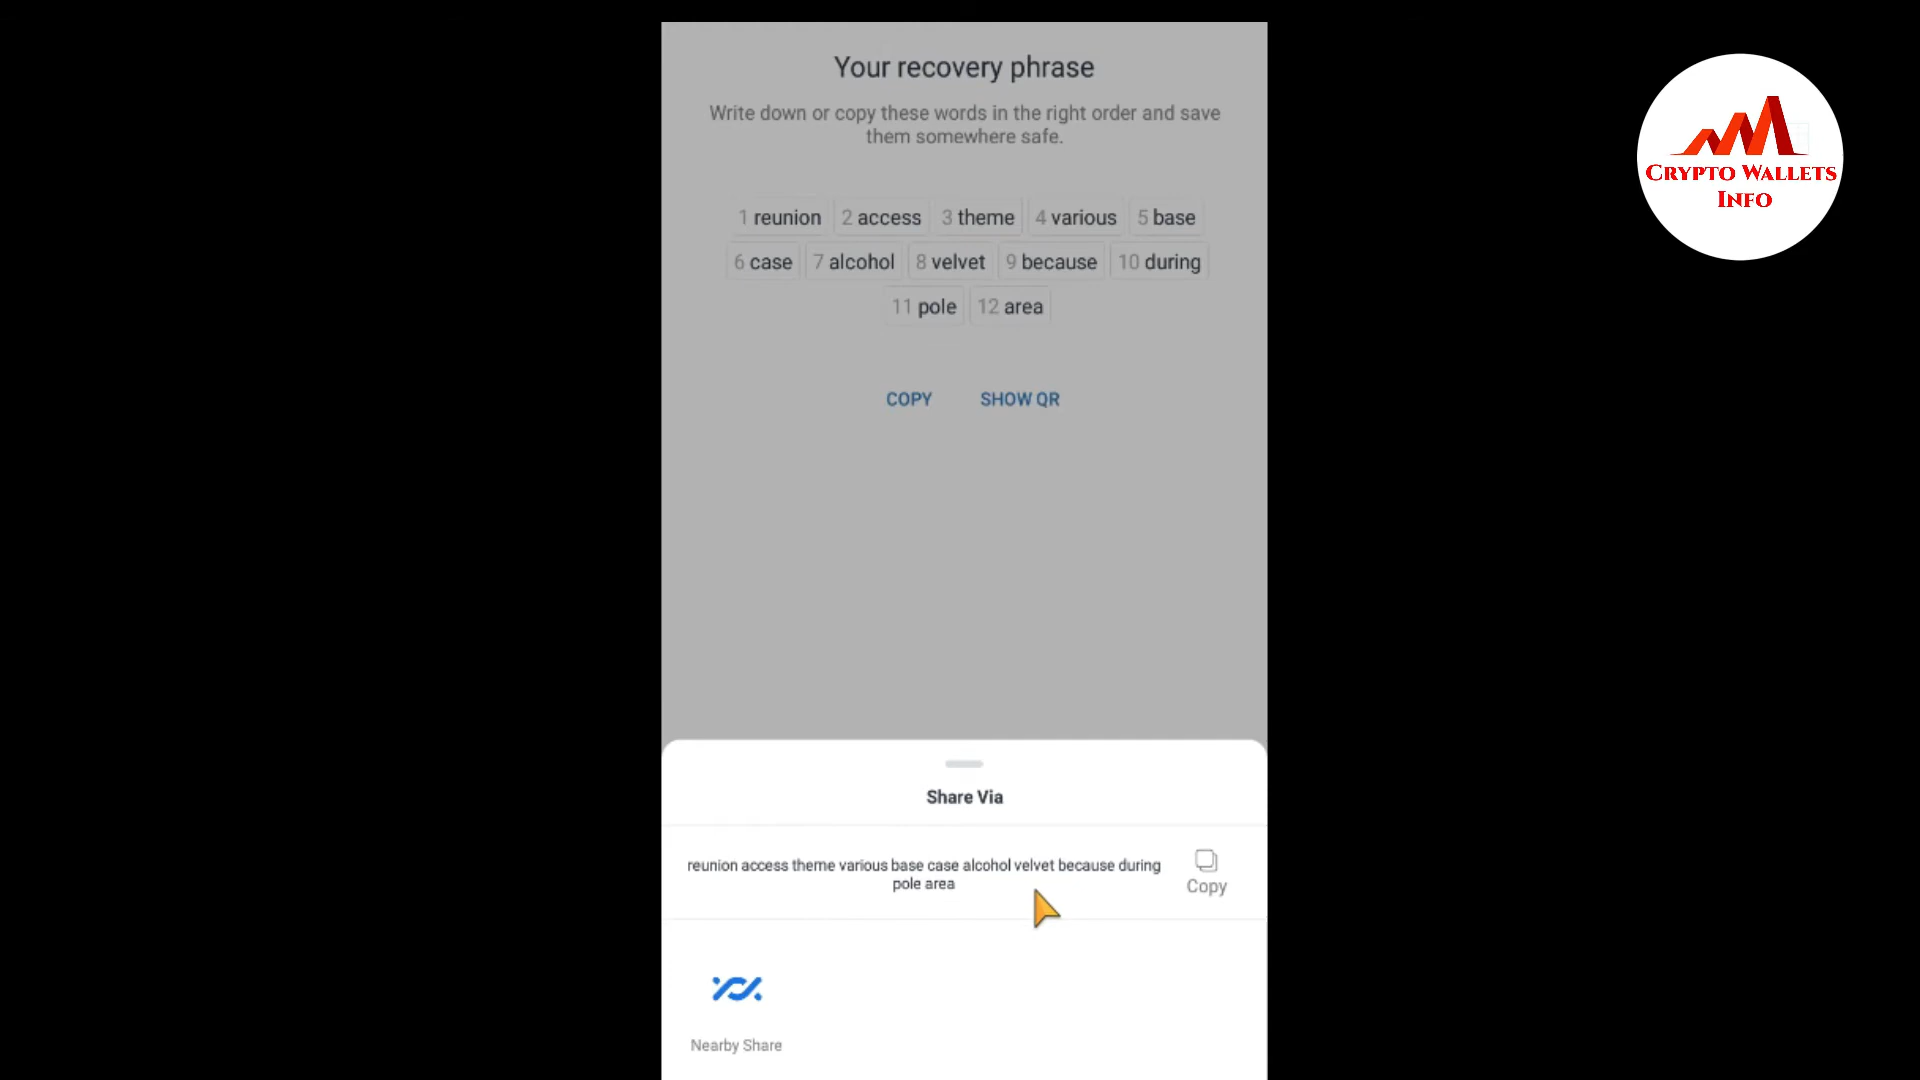 Your recovery phrase
Write down or copy these words in the right order and save
them somewhere safe.
1 reunion 2 access 3 theme 4 various 5 base
6 case 7 alcohol 8 velvet 9 because 10 during
11 pole 12 area
COPY SHOW QR
Share Via
reunion access theme various base case alcohol velvet because during
pole area
Copy
Nearby Share
Crypto Wallets
Info